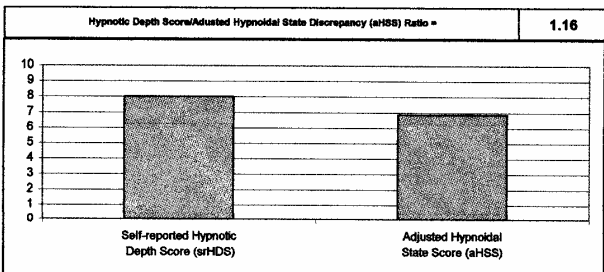 Hypnotic Depth Score/Adusted Hypnoidal State Discrepancy (aHSS) Ratio =
1.16
10
9
8
7
6
5
4
3
2
1
0
Self-reported Hypnotic
Depth Score (srHDS)
Adjusted Hypnoidal
State Score (aHSS)